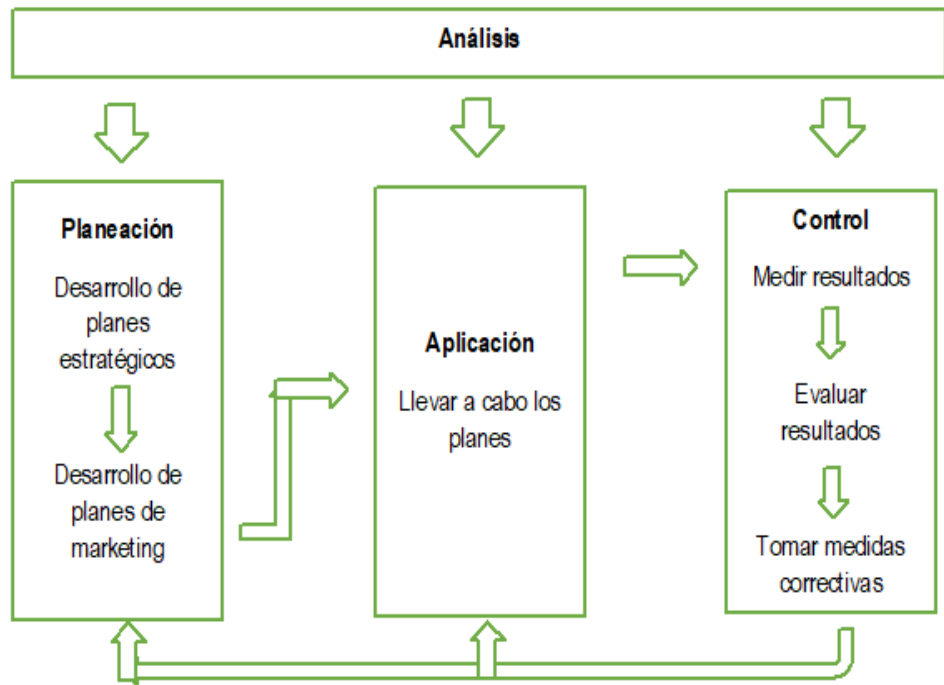 Análisis
Planeación
Desarrollo de
planes
estratégicos
Desarrollo de
planes de
marketing
Aplicación
Llevar a cabo los
planes
Control
Medir resultados
Evaluar
resultados
Tomar medidas
correctivas